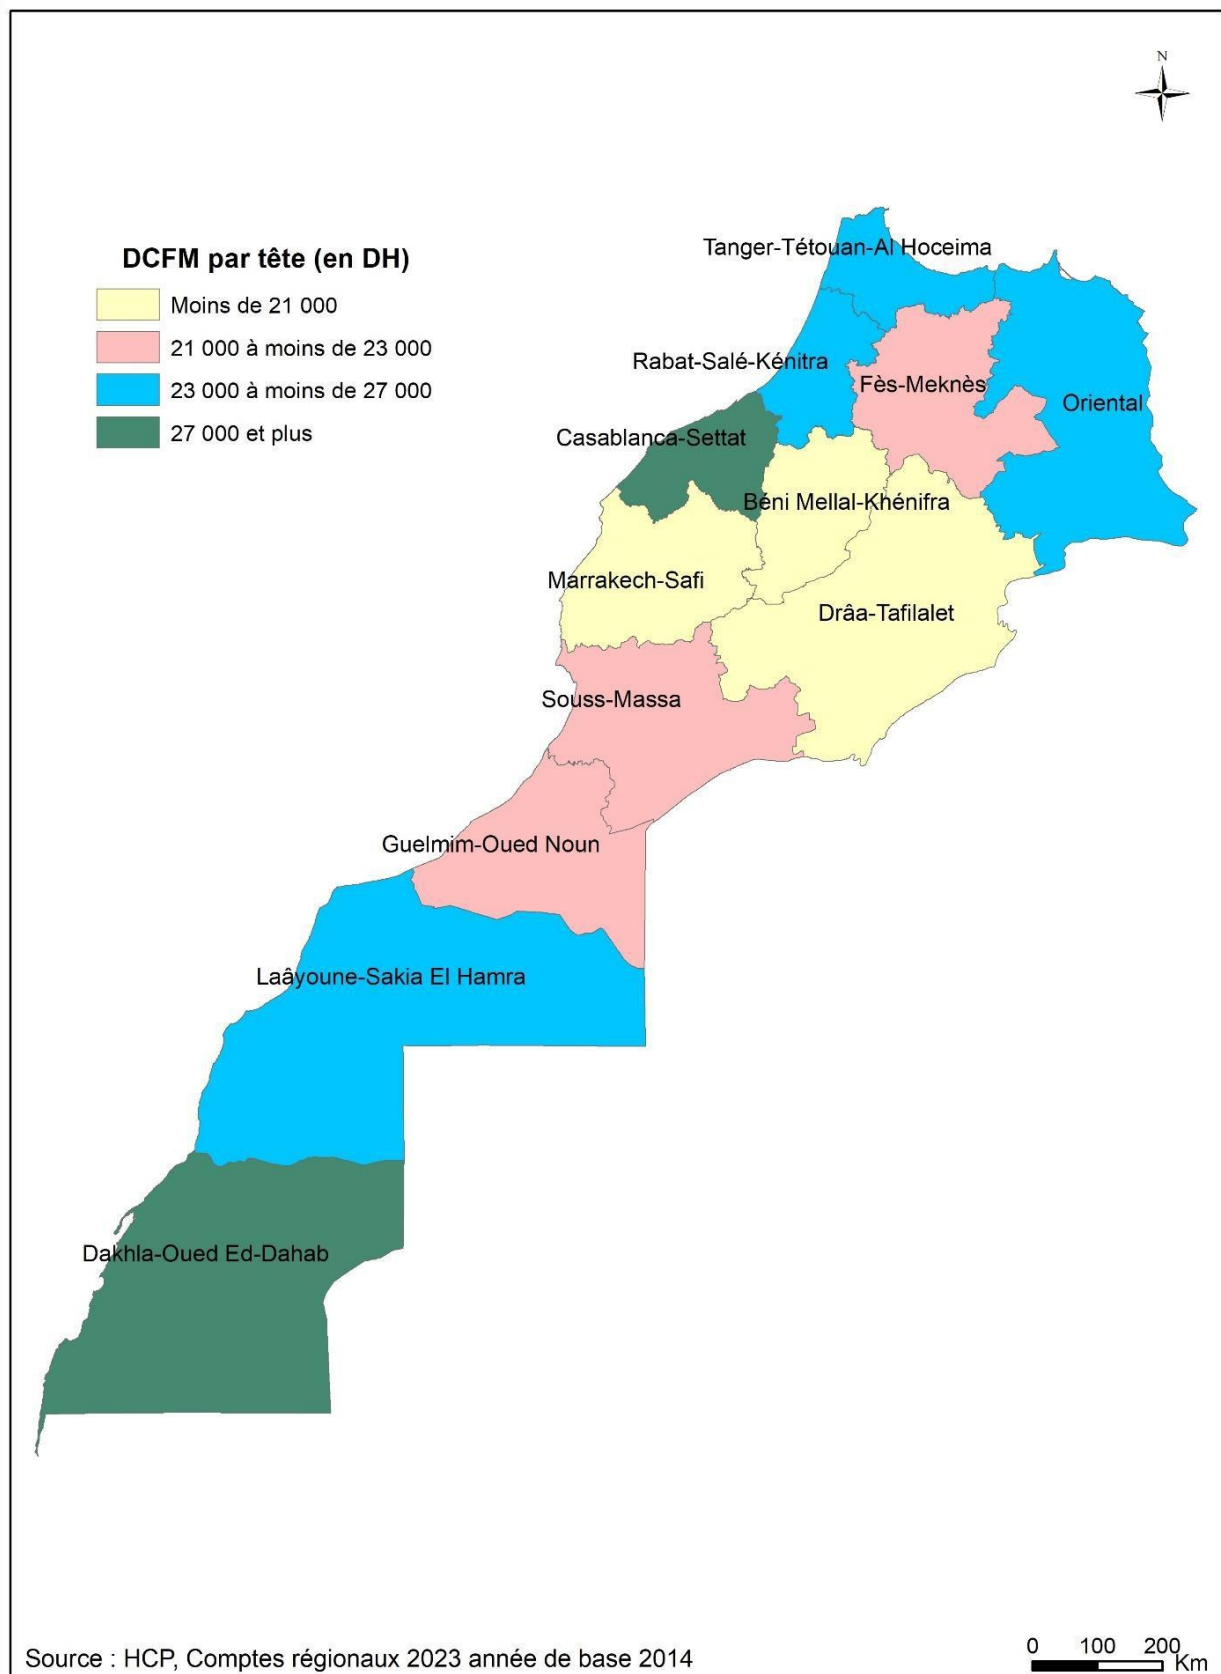 N
DCFM par tête (en DH)
Moins de 21 000
21 000 à moins de 23 000
23 000 à moins de 27 000
27 000 et plus
Tanger-Tétouan-Al Hoceima
Rabat-Salé-Kénitra
Fès-Meknès
Oriental
Casablanca-Settat
Béni Mellal-Khénifra
Marrakech-Safi
Drâa-Tafilalet
Souss-Massa
Guelmim-Oued Noun
Laâyoune-Sakia El Hamra
Dakhla-Oued Ed-Dahab
Source : HCP, Comptes régionaux 2023 année de base 2014
0 100 200
Km